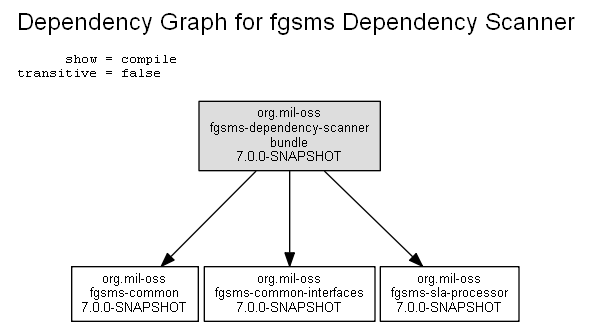 Dependency Graph for fgsms Dependency Scanner
show = compile
transitive = false
org.mil-oss
fgsms-dependency-scanner
bundle
7.0.0-SNAPSHOT
org.mil-oss
fgsms-common
7.0.0-SNAPSHOT
org.mil-oss
fgsms-common-interfaces
7.0.0-SNAPSHOT
org.mil-oss
fgsms-sla-processor
7.0.0-SNAPSHOT